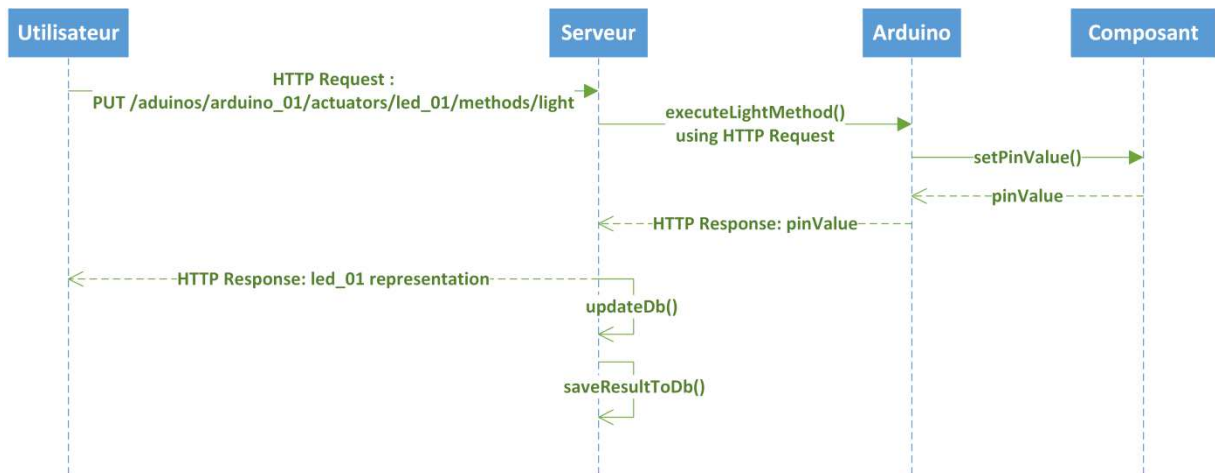 Utilisateur
Serveur
Arduino
Composant
HTTP Request :
PUT /aduinos/arduino_01/actuators/led_01/methods/light
executeLightMethod()
using HTTP Request
setPinValue()
pinValue
HTTP Response: pinValue
HTTP Response: led_01 representation
updateDb()
saveResultToDb()